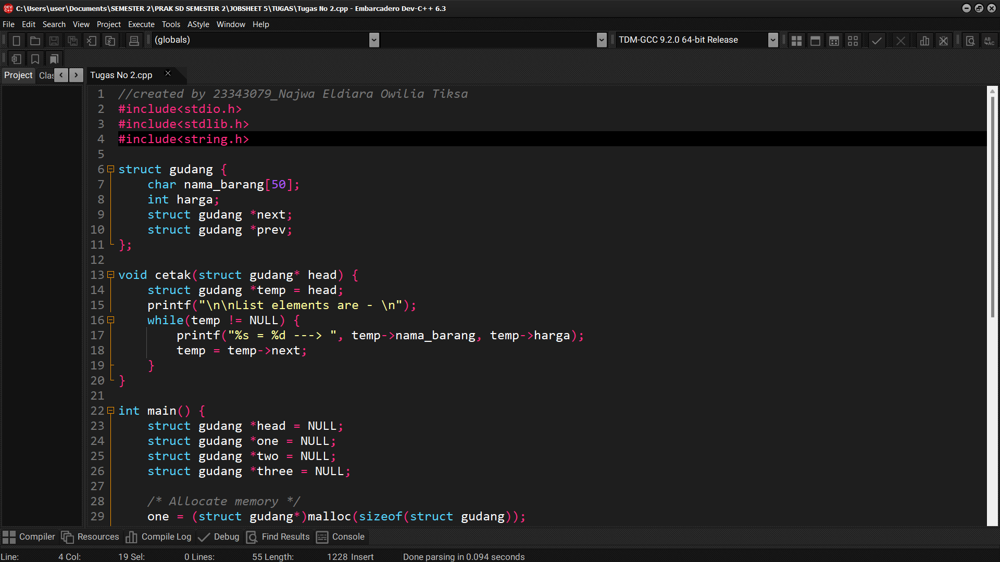 C:\Users\user\Documents\SEMESTER 2\PRAK SD SEMESTER 2\JOBSHEET 5\TUGAS\Tugas No 2.cpp - Embarcadero Dev-C++ 6.3
File Edit Search View Project Execute Tools AStyle Window Help
(globals) TDM-GCC 9.2.0 64-bit Release
Project Clas Tugas No 2.cpp
1 //created by 23343079_Najwa Eldiara Owilia Tiksa
2 #include<stdio.h>
3 #include<stdlib.h>
4 #include<string.h>
5
6 struct gudang {
7     char nama_barang[50];
8     int harga;
9     struct gudang *next;
10     struct gudang *prev;
11 };
12
13 void cetak(struct gudang* head) {
14     struct gudang *temp = head;
15     printf("\n\nList elements are - \n");
16     while(temp != NULL) {
17         printf("%s = %d ---> ", temp->nama_barang, temp->harga);
18         temp = temp->next;
19     }
20 }
21
22 int main() {
23     struct gudang *head = NULL;
24     struct gudang *one = NULL;
25     struct gudang *two = NULL;
26     struct gudang *three = NULL;
27
28     /* Allocate memory */
29     one = (struct gudang*)malloc(sizeof(struct gudang));
Compiler Resources Compile Log Debug Find Results Console
Line: 4 Col: 19 Sel: 0 Lines: 55 Length: 1228 Insert Done parsing in 0.094 seconds